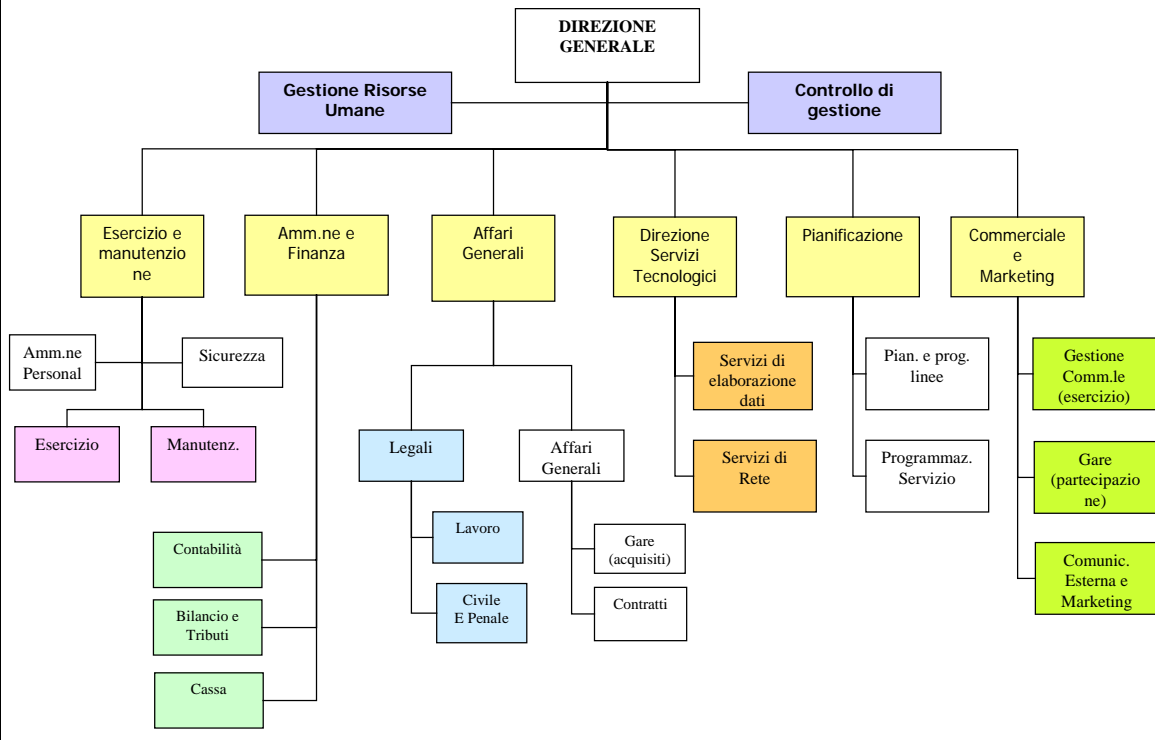 DIREZIONE
GENERALE
Gestione Risorse
Umane
Controllo di
gestione
Esercizio e
manutenzio
ne
Amm.ne e
Finanza
Affari
Generali
Direzione
Servizi
Tecnologici
Pianificazione
Commerciale
e
Marketing
Amm.ne
Personal
Sicurezza
Esercizio
Manutenz.
Contabilità
Bilancio e
Tributi
Cassa
Legali
Lavoro
Civile
E Penale
Affari
Generali
Gare
(acquisiti)
Contratti
Servizi di
elaborazione
dati
Servizi di
Rete
Pian. e prog.
linee
Programmaz.
Servizio
Gestione
Comm.le
(esercizio)
Gare
(partecipazio
ne)
Comunic.
Esterna e
Marketing